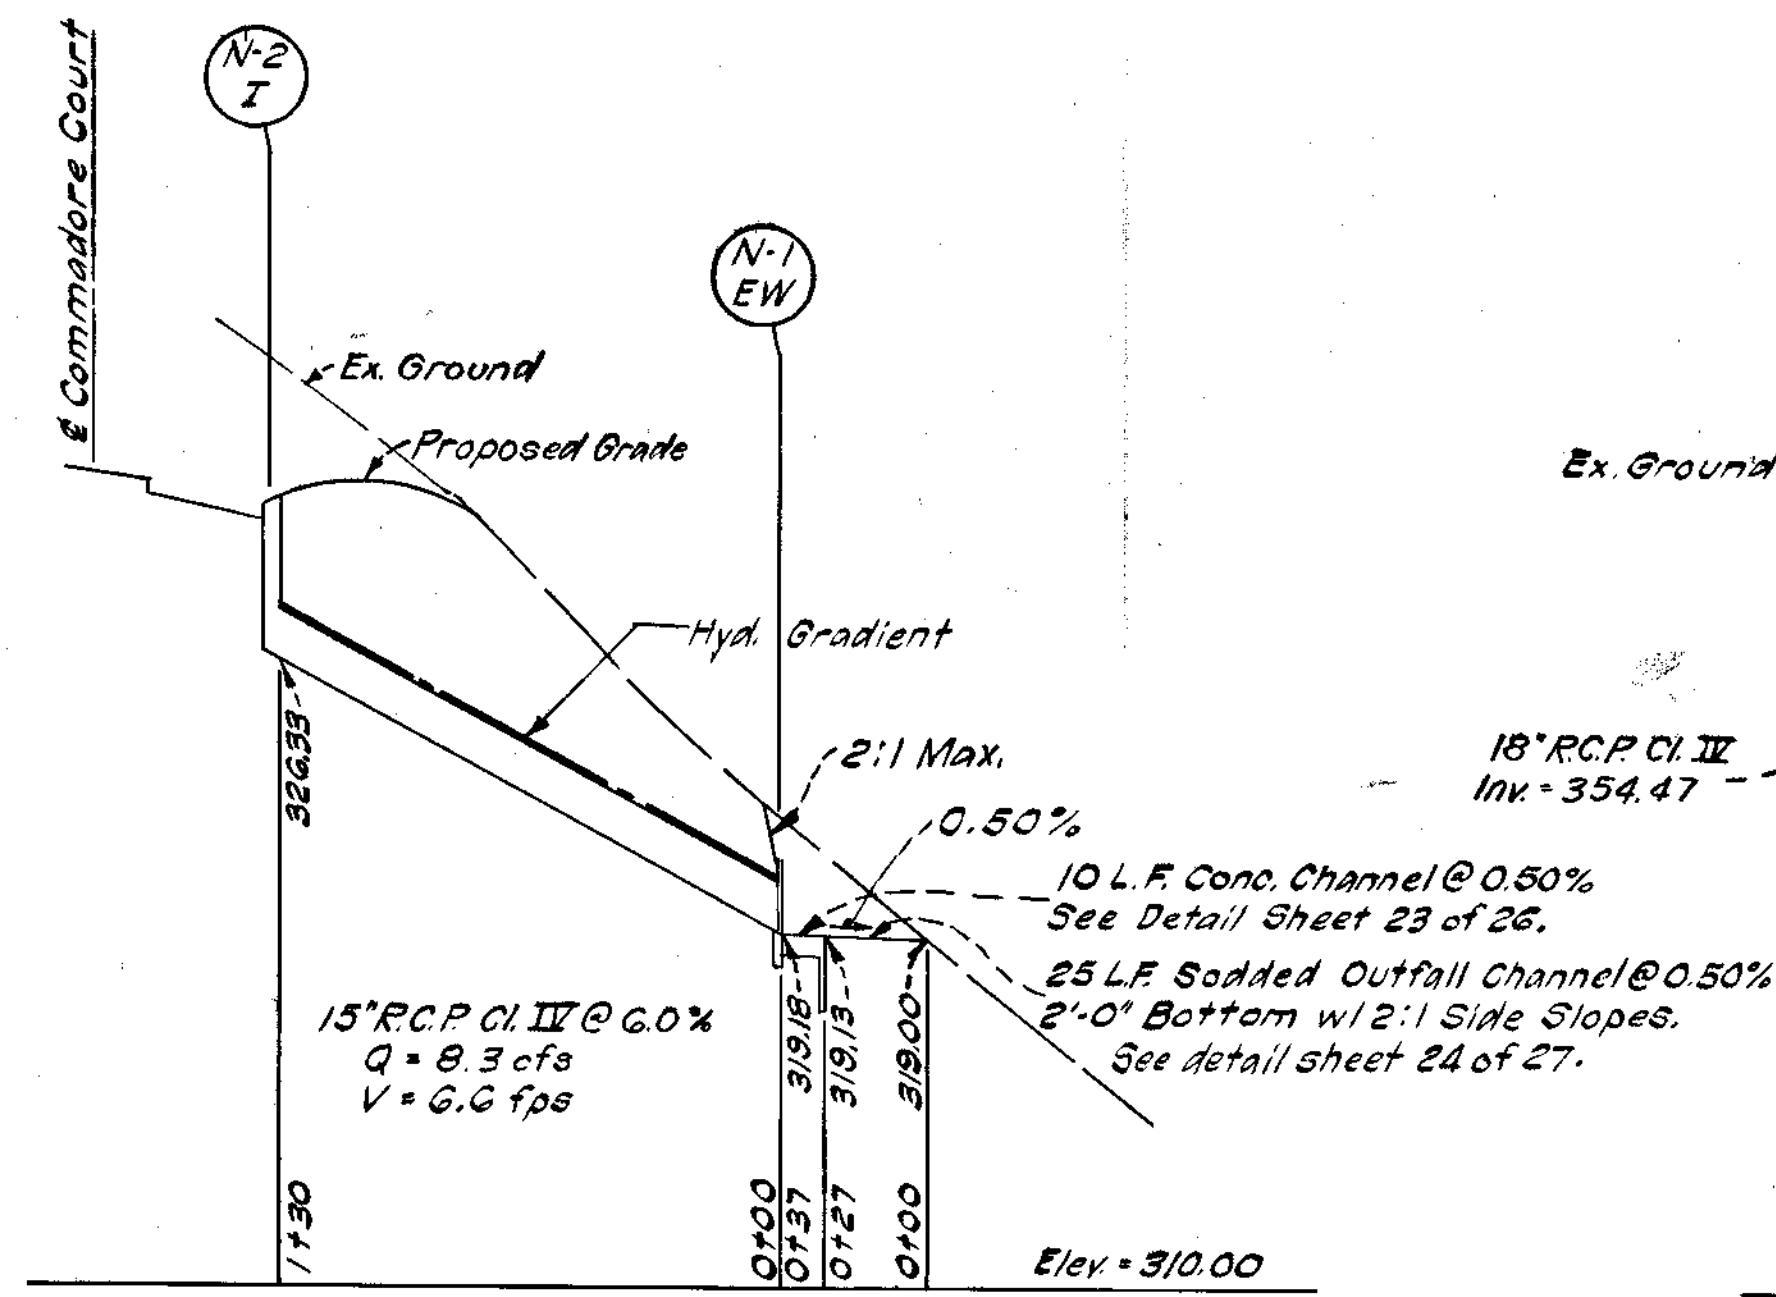 ℄ Commadore Court
N-2
I
N-1
EW
Ex. Ground
Proposed Grade
Ex. Ground
Hyd. Gradient
2:1 Max.
18" R.C.P. Cl. IV
Inv. = 354.47
326.33
0.50%
10 L.F. Conc. Channel @ 0.50%
See Detail Sheet 23 of 26.
25 L.F. Sodded Outfall Channel @ 0.50%
2'-0" Bottom w/ 2:1 Side Slopes.
See detail sheet 24 of 27.
15" R.C.P. Cl. IV @ 6.0%
Q = 8.3 cfs
V = 6.6 fps
319.18
319.13
319.00
1+30
0+00
0+37
0+27
0+00
Elev. = 310.00